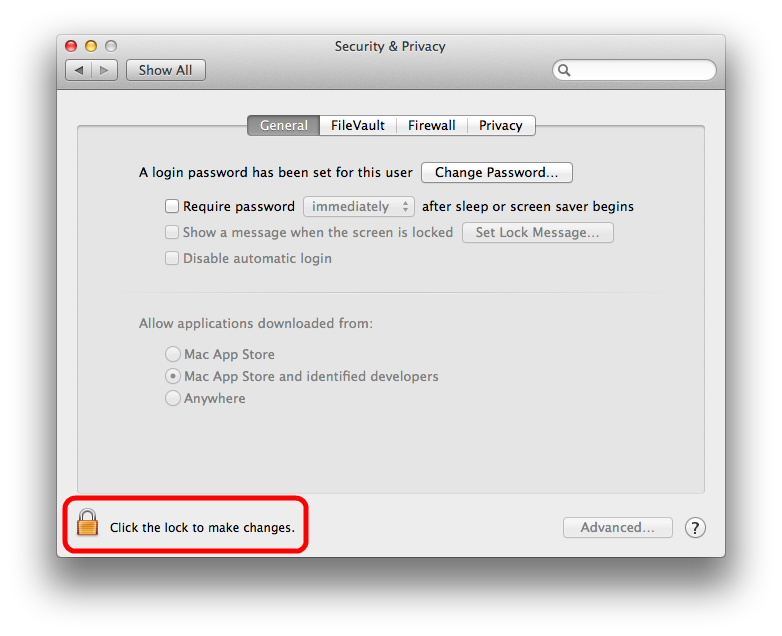 Security & Privacy
Show All
General FileVault Firewall Privacy
A login password has been set for this user Change Password...
Require password immediately after sleep or screen saver begins
Show a message when the screen is locked Set Lock Message...
Disable automatic login
Allow applications downloaded from:
Mac App Store
Mac App Store and identified developers
Anywhere
Click the lock to make changes. Advanced... ?